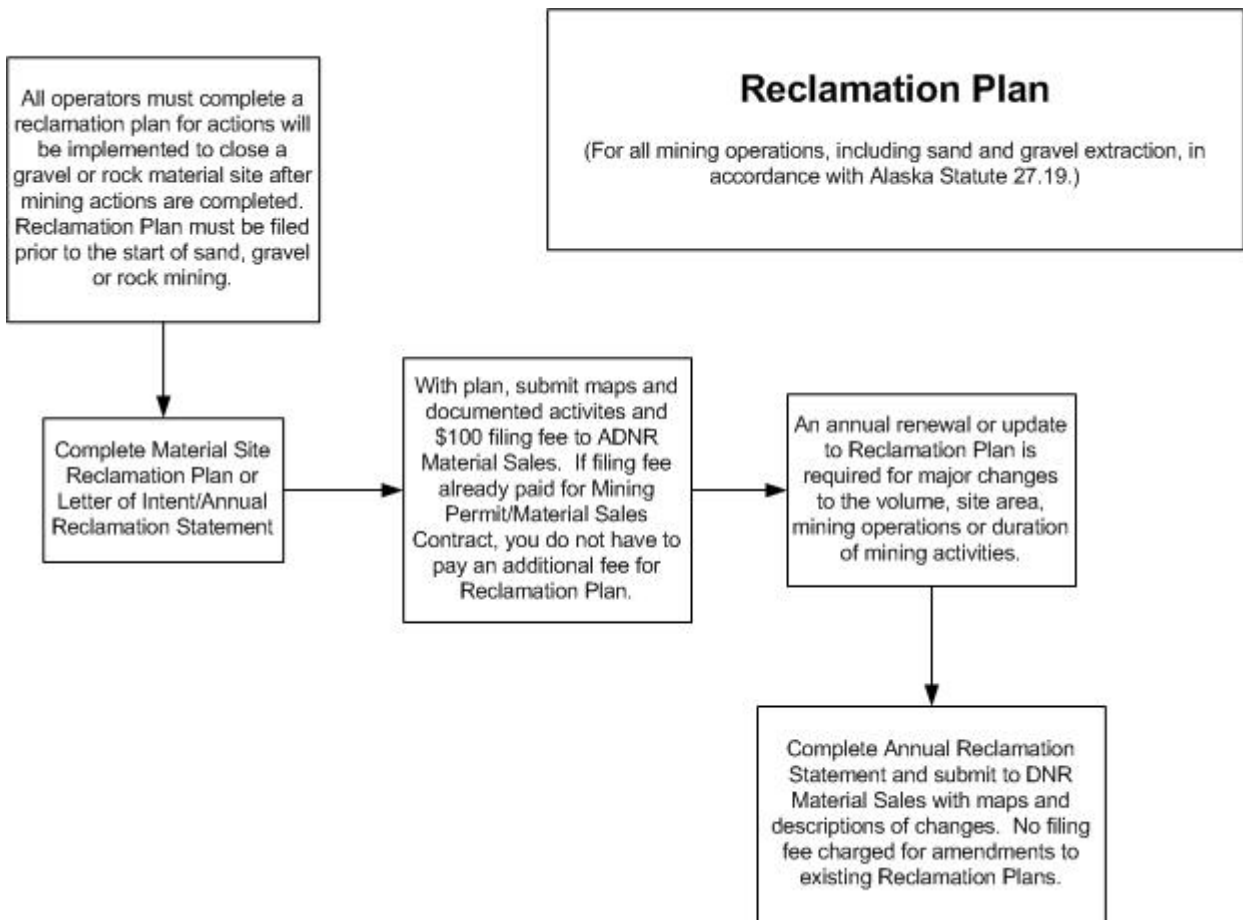 Reclamation Plan
(For all mining operations, including sand and gravel extraction, in
accordance with Alaska Statute 27.19.)
All operators must complete a
reclamation plan for actions will
be implemented to close a
gravel or rock material site after
mining actions are completed.
Reclamation Plan must be filed
prior to the start of sand, gravel
or rock mining.
Complete Material Site
Reclamation Plan or
Letter of Intent/Annual
Reclamation Statement
With plan, submit maps and
documented activites and
$100 filing fee to ADNR
Material Sales. If filing fee
already paid for Mining
Permit/Material Sales
Contract, you do not have to
pay an additional fee for
Reclamation Plan.
An annual renewal or update
to Reclamation Plan is
required for major changes
to the volume, site area,
mining operations or duration
of mining activities.
Complete Annual Reclamation
Statement and submit to DNR
Material Sales with maps and
descriptions of changes. No filing
fee charged for amendments to
existing Reclamation Plans.